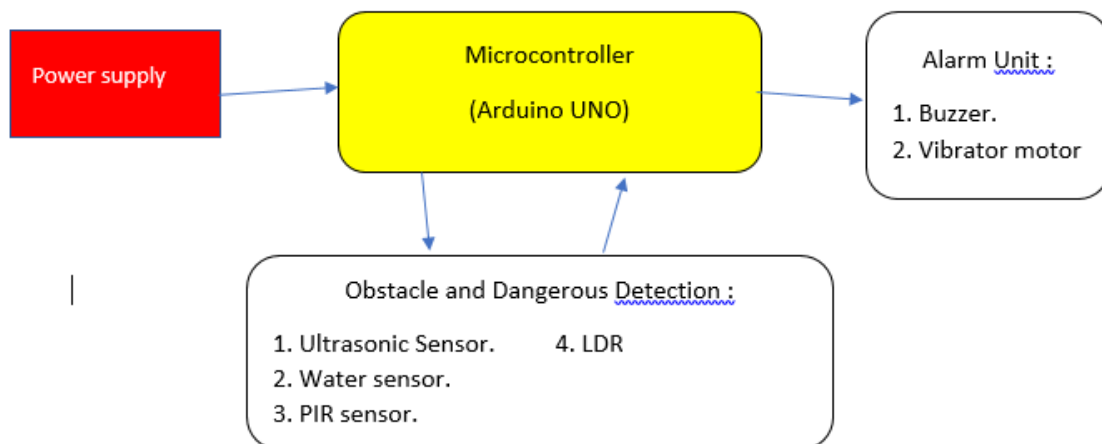 Power supply
Microcontroller
(Arduino UNO)
Alarm Unit :
1. Buzzer.
2. Vibrator motor
Obstacle and Dangerous Detection :
1. Ultrasonic Sensor. 4. LDR
2. Water sensor.
3. PIR sensor.